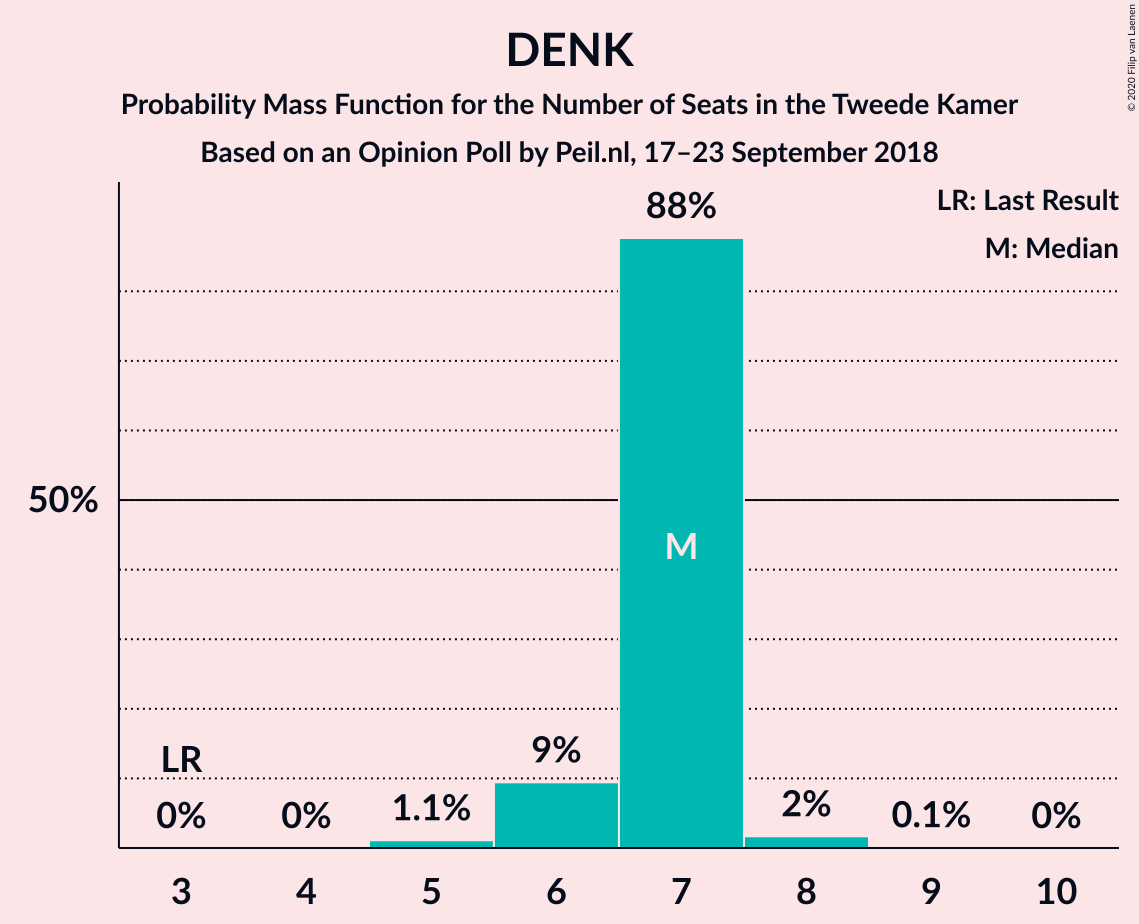 DENK
Probability Mass Function for the Number of Seats in the Tweede Kamer
Based on an Opinion Poll by Peil.nl, 17–23 September 2018
© 2020 Filip van Laenen
LR: Last Result
M: Median
88%
50%
M
LR
9%
0%
0%
1.1%
2%
0.1%
0%
3 4 5 6 7 8 9 10